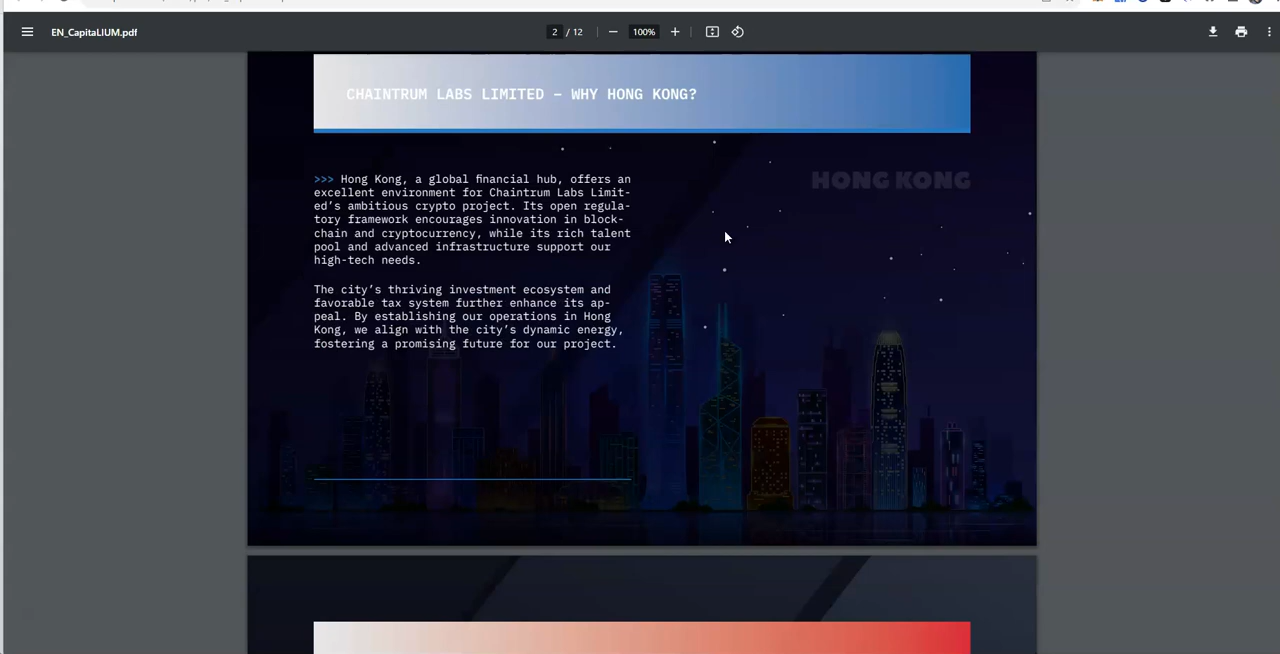 EN_CapitaLIUM.pdf
2 / 12
100%
CHAINTRUM LABS LIMITED – WHY HONG KONG?
HONG KONG
>>> Hong Kong, a global financial hub, offers an
excellent environment for Chaintrum Labs Limit-
ed’s ambitious crypto project. Its open regula-
tory framework encourages innovation in block-
chain and cryptocurrency, while its rich talent
pool and advanced infrastructure support our
high-tech needs.
The city’s thriving investment ecosystem and
favorable tax system further enhance its ap-
peal. By establishing our operations in Hong
Kong, we align with the city’s dynamic energy,
fostering a promising future for our project.